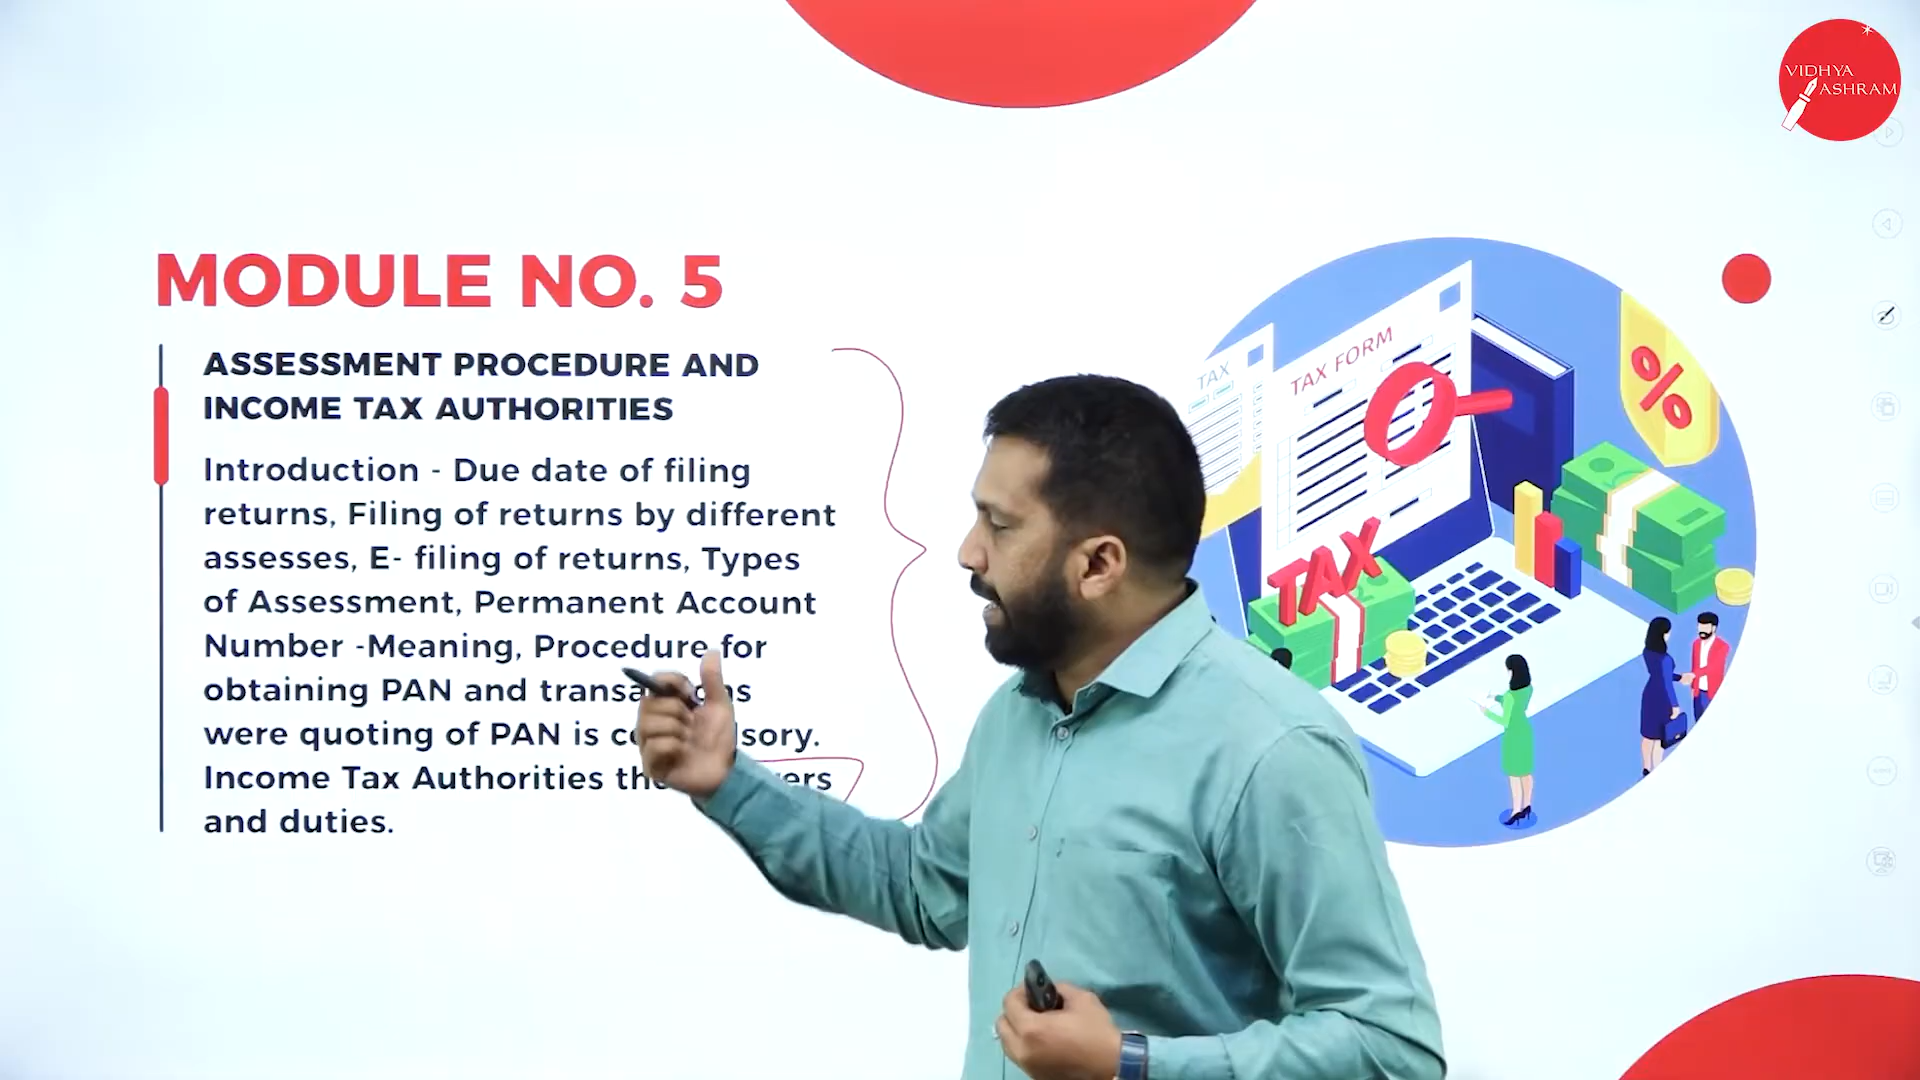 VIDHYA
ASHRAM
MODULE NO. 5
ASSESSMENT PROCEDURE AND
INCOME TAX AUTHORITIES
Introduction - Due date of filing
returns, Filing of returns by different
assesses, E- filing of returns, Types
of Assessment, Permanent Account
Number -Meaning, Procedure for
obtaining PAN and
were quoting of PAN is
Income Tax Authorities
and duties.
TAX
TAX FORM
%
TAX